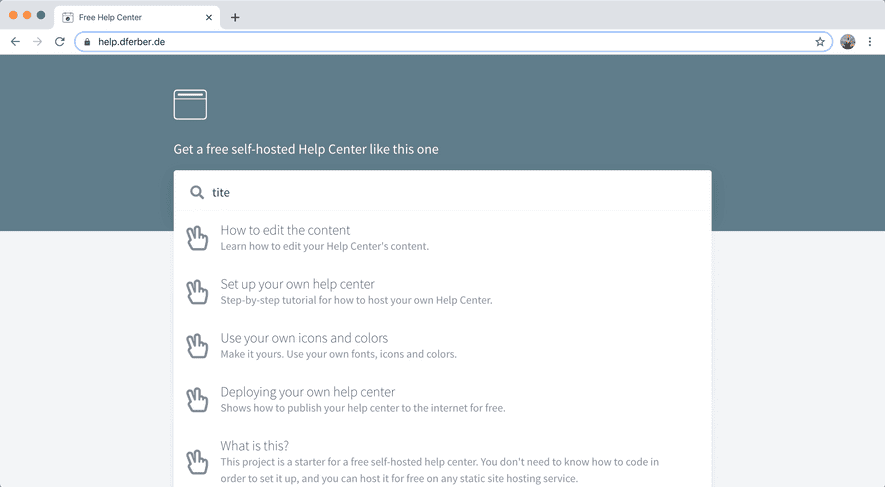 Free Help Center
help.dferber.de
Get a free self-hosted Help Center like this one
tite
How to edit the content
Learn how to edit your Help Center's content.
Set up your own help center
Step-by-step tutorial for how to host your own Help Center.
Use your own icons and colors
Make it yours. Use your own fonts, icons and colors.
Deploying your own help center
Shows how to publish your help center to the internet for free.
What is this?
This project is a starter for a free self-hosted help center. You don't need to know how to code in
order to set it up, and you can host it for free on any static site hosting service.